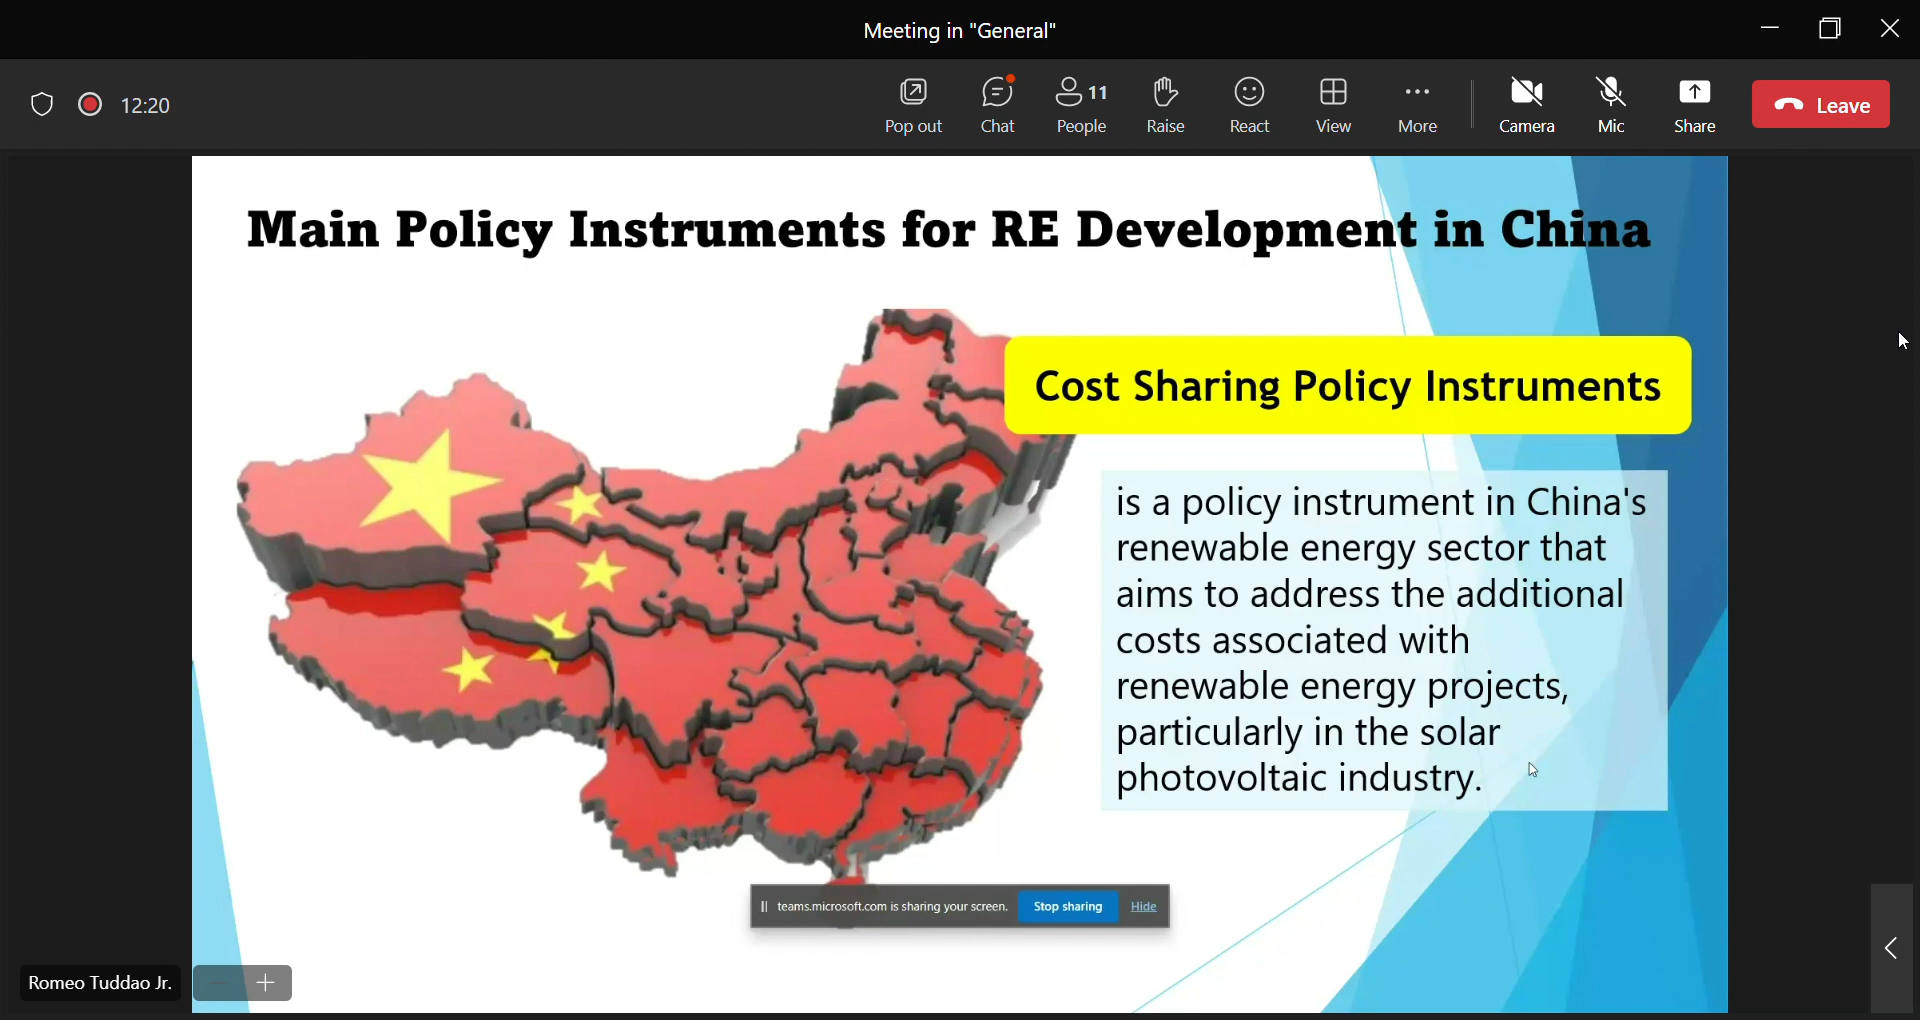 Meeting in "General"
12:20
Pop out
Chat
11
People
Raise
React
View
More
Camera
Mic
Share
Leave
Main Policy Instruments for RE Development in China
Cost Sharing Policy Instruments
is a policy instrument in China's
renewable energy sector that
aims to address the additional
costs associated with
renewable energy projects,
particularly in the solar
photovoltaic industry.
teams.microsoft.com is sharing your screen.
Stop sharing
Hide
Romeo Tuddao Jr.